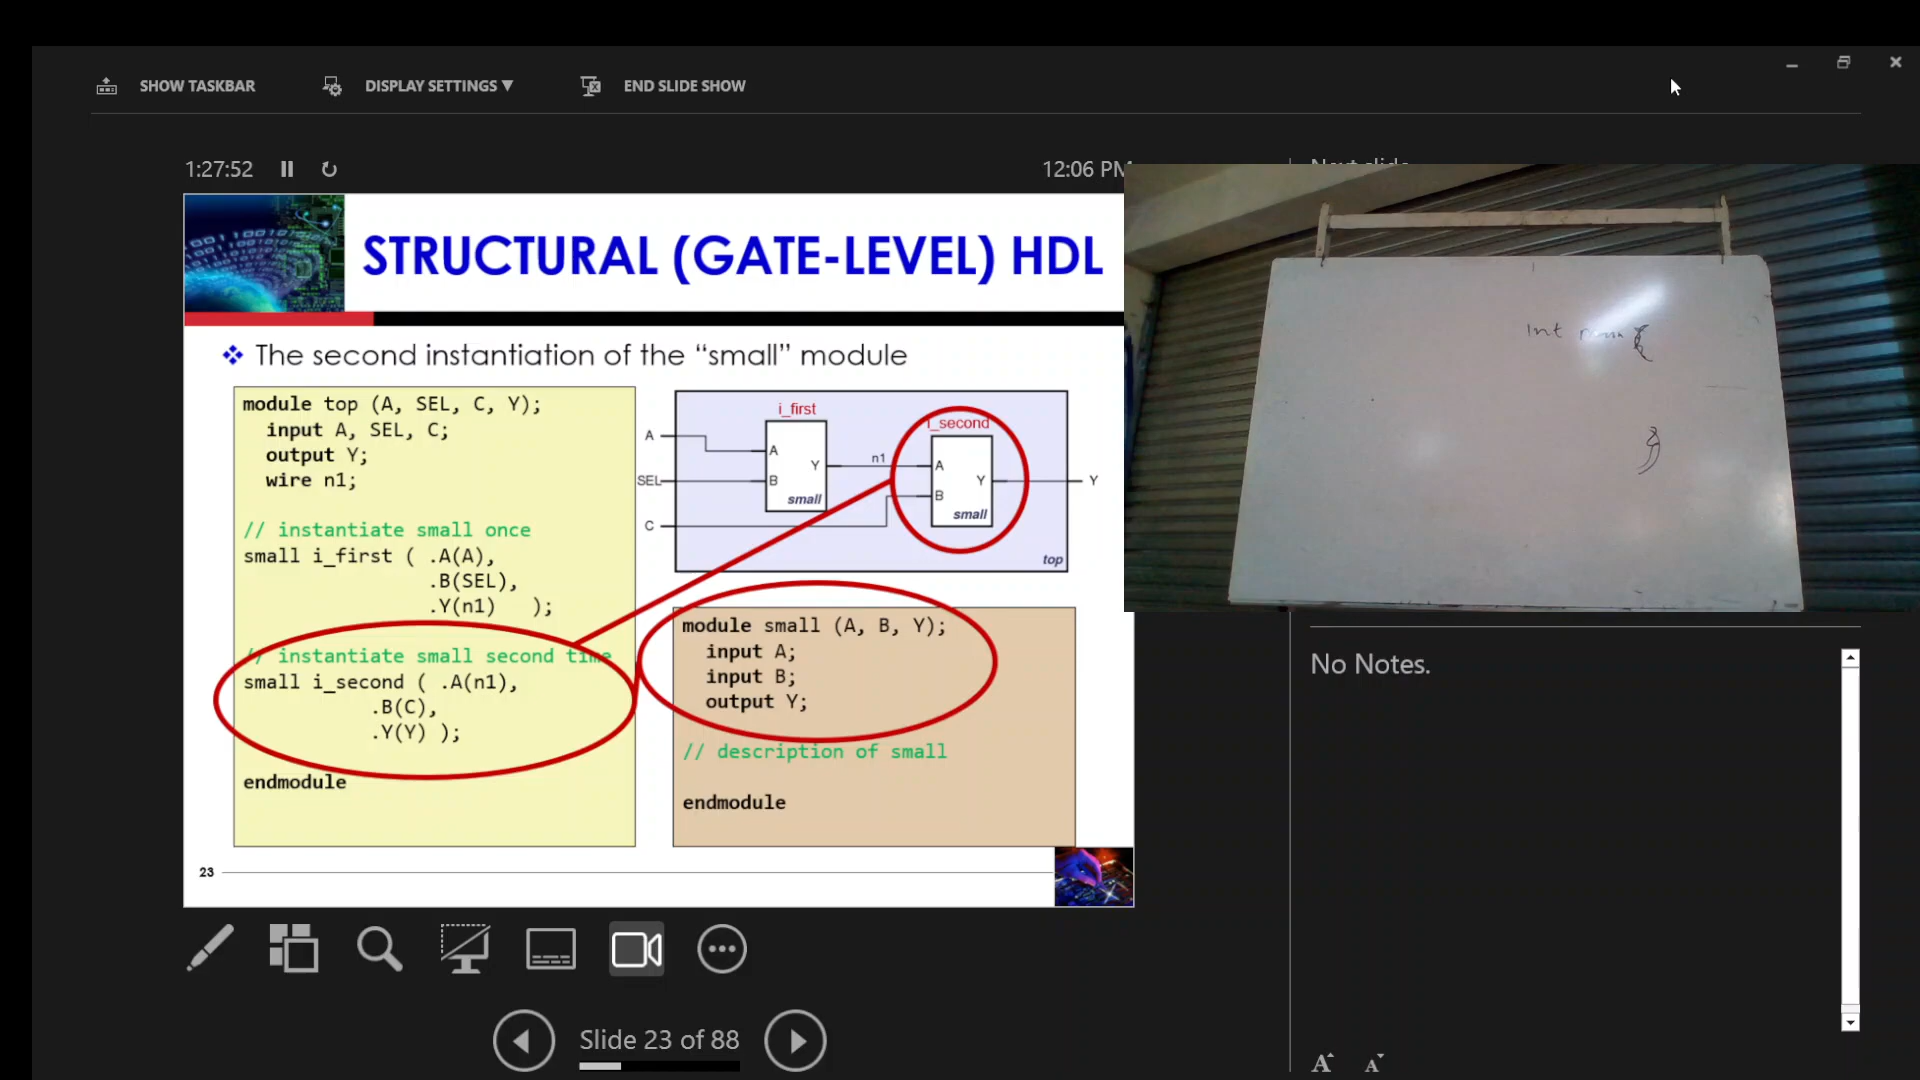 SHOW TASKBAR DISPLAY SETTINGS ▼ END SLIDE SHOW
1:27:52 12:06 PM
STRUCTURAL (GATE-LEVEL) HDL
❖ The second instantiation of the “small” module
module top (A, SEL, C, Y);
input A, SEL, C;
output Y;
wire n1;
// instantiate small once
small i_first ( .A(A),
.B(SEL),
.Y(n1) );
// instantiate small second time
small i_second ( .A(n1),
.B(C),
.Y(Y) );
endmodule
i_first
i_second
A
A
Y
n1
A
SEL
B
Y
Y
small
B
C
small
top
module small (A, B, Y);
input A;
input B;
output Y;
// description of small
endmodule
23
Int
Next slide
No Notes.
Slide 23 of 88
A A